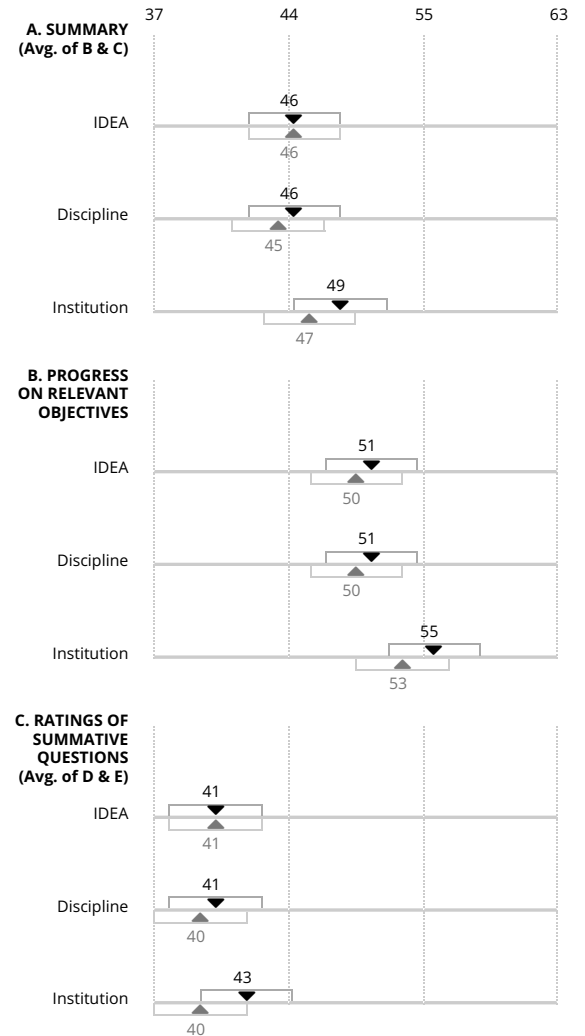 37 44 55 63
A. SUMMARY
(Avg. of B & C)
46
IDEA
46
46
Discipline
45
49
Institution
47
B. PROGRESS
ON RELEVANT
OBJECTIVES
51
IDEA
50
51
Discipline
50
55
Institution
53
C. RATINGS OF
SUMMATIVE
QUESTIONS
(Avg. of D & E)
41
IDEA
41
41
Discipline
40
43
Institution
40